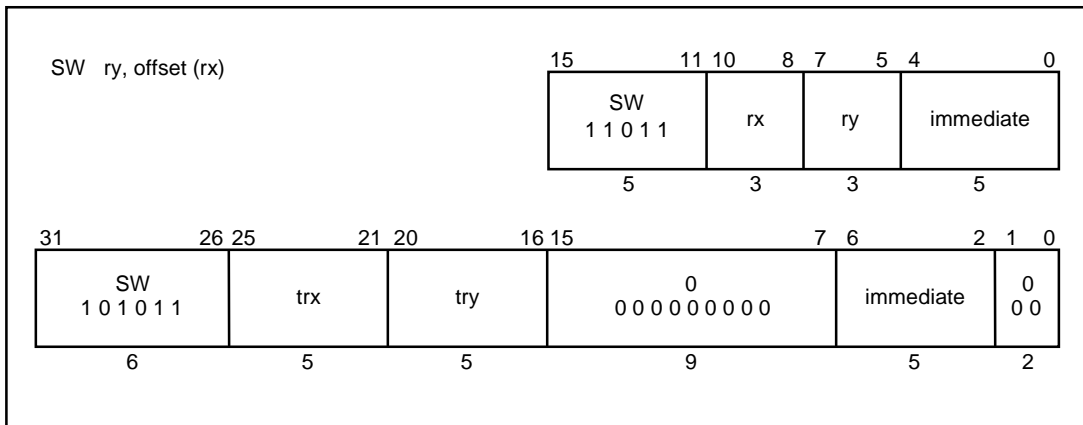 SW ry, offset (rx)
15 11 10 8 7 5 4 0
SW rx ry immediate
1 1 0 1 1
5 3 3 5
31 26 25 21 20 16 15 7 6 2 1 0
SW trx try 0 immediate 0
1 0 1 0 1 1 0 0 0 0 0 0 0 0 0 0 0
6 5 5 9 5 2